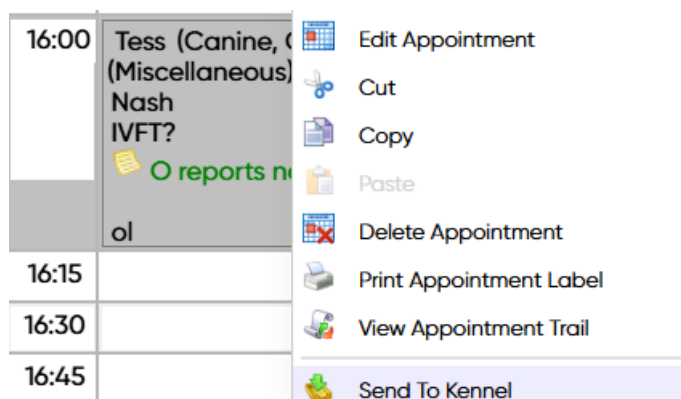 16:00
Tess (Canine,
(Miscellaneous)
Nash
IVFT?
O reports
ol
16:15
16:30
16:45
Edit Appointment
Cut
Copy
Paste
Delete Appointment
Print Appointment Label
View Appointment Trail
Send To Kennel